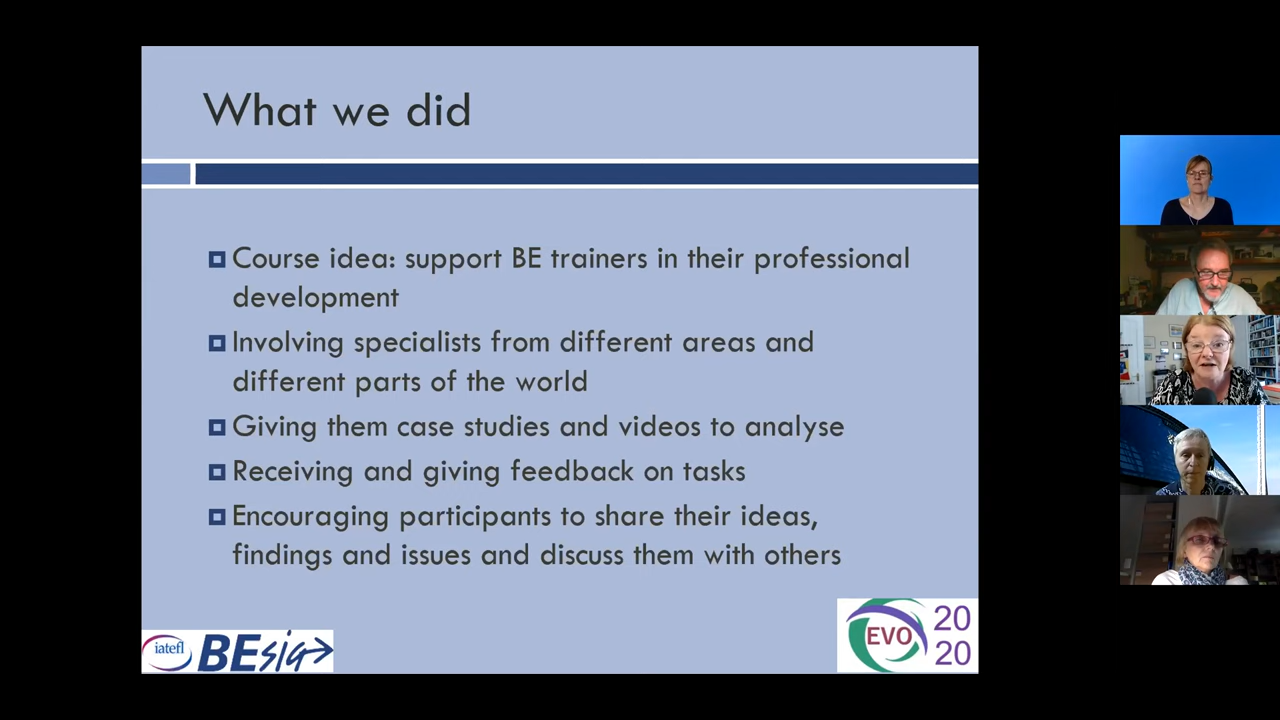 What we did
Course idea: support BE trainers in their professional
development
Involving specialists from different areas and
different parts of the world
Giving them case studies and videos to analyse
Receiving and giving feedback on tasks
Encouraging participants to share their ideas,
findings and issues and discuss them with others
iatefl BEsig
EVO 20
20